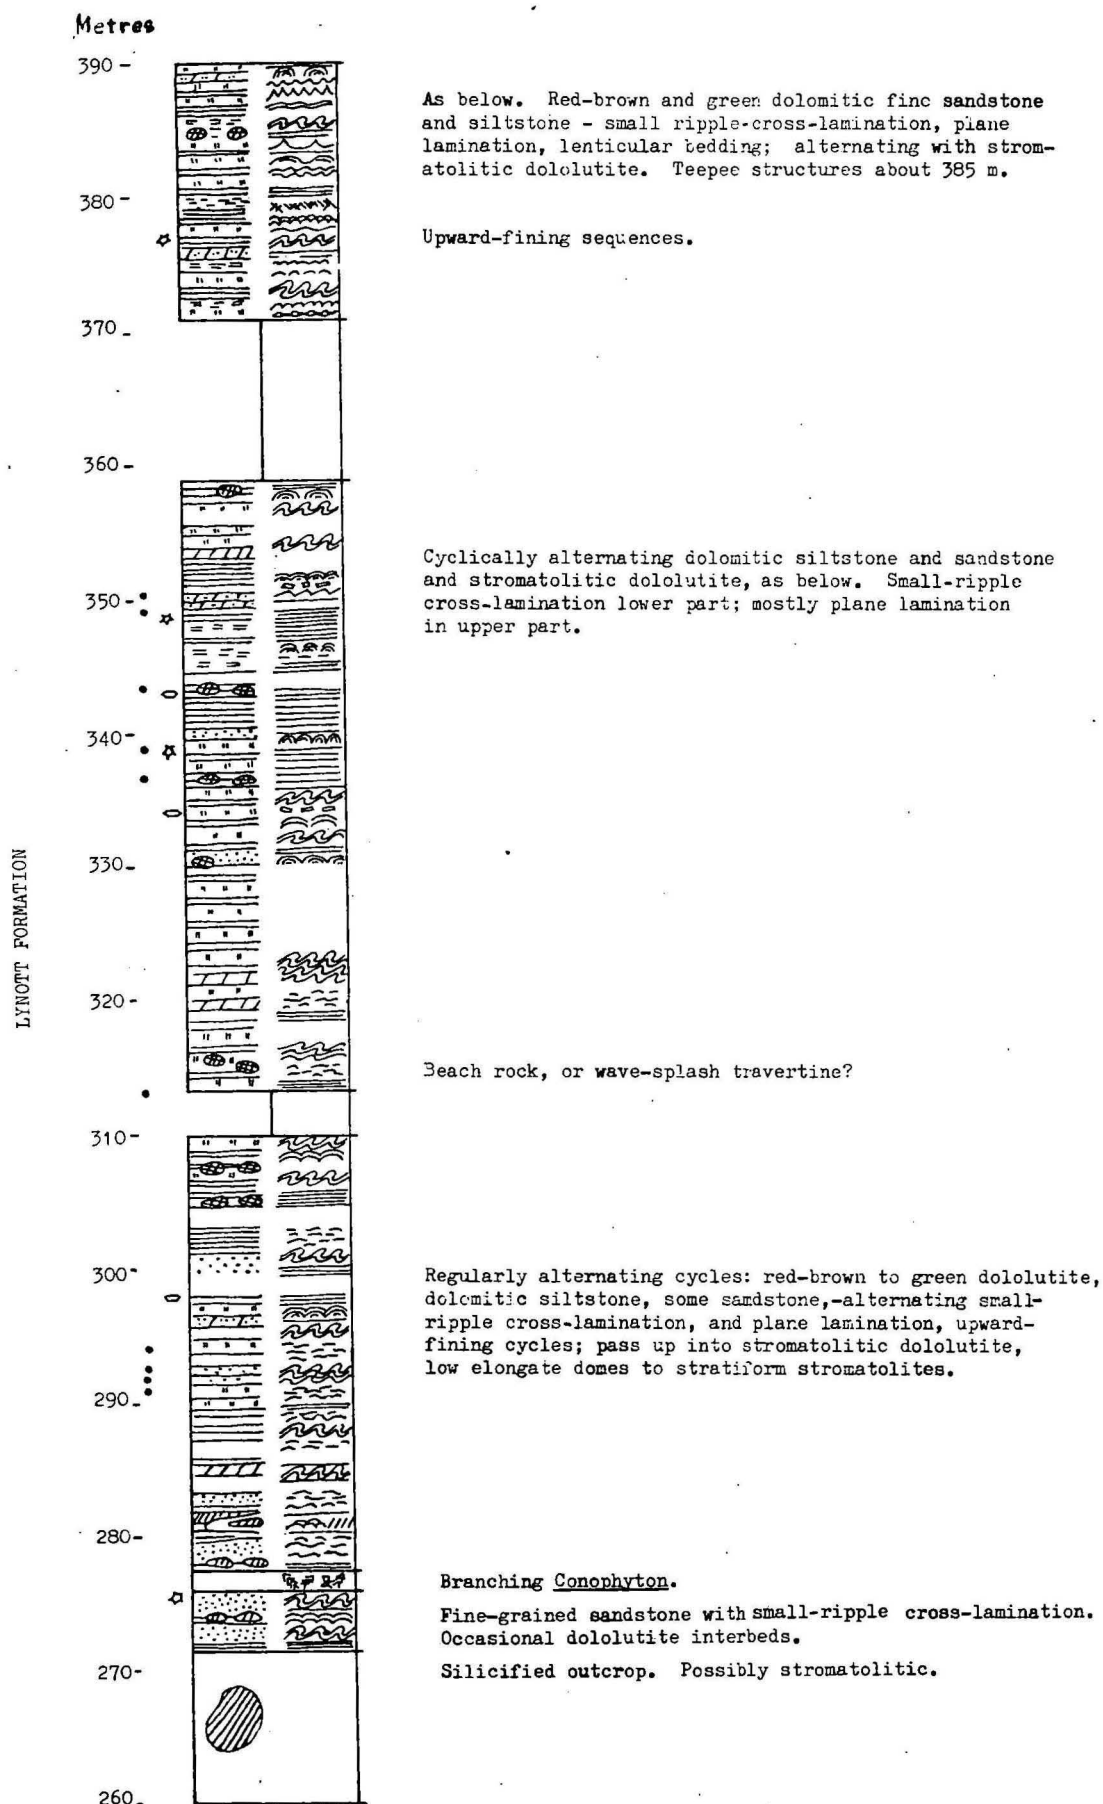 Metres
390
As below. Red-brown and green dolomitic fine sandstone
and siltstone - small ripple-cross-lamination, plane
lamination, lenticular bedding; alternating with strom-
atolitic dololutite. Teepee structures about 385 m.
380
Upward-fining sequences.
370
360
Cyclically alternating dolomitic siltstone and sandstone
and stromatolitic dololutite, as below. Small-ripple
cross-lamination lower part; mostly plane lamination
in upper part.
350
340
330
LYNOTT FORMATION
320
Beach rock, or wave-splash travertine?
310
300
Regularly alternating cycles: red-brown to green dololutite,
dolomitic siltstone, some sandstone,-alternating small-
ripple cross-lamination, and plane lamination, upward-
fining cycles; pass up into stromatolitic dololutite,
low elongate domes to stratiform stromatolites.
290
280
Branching Conophyton.
Fine-grained sandstone with small-ripple cross-lamination.
Occasional dololutite interbeds.
270
Silicified outcrop. Possibly stromatolitic.
260